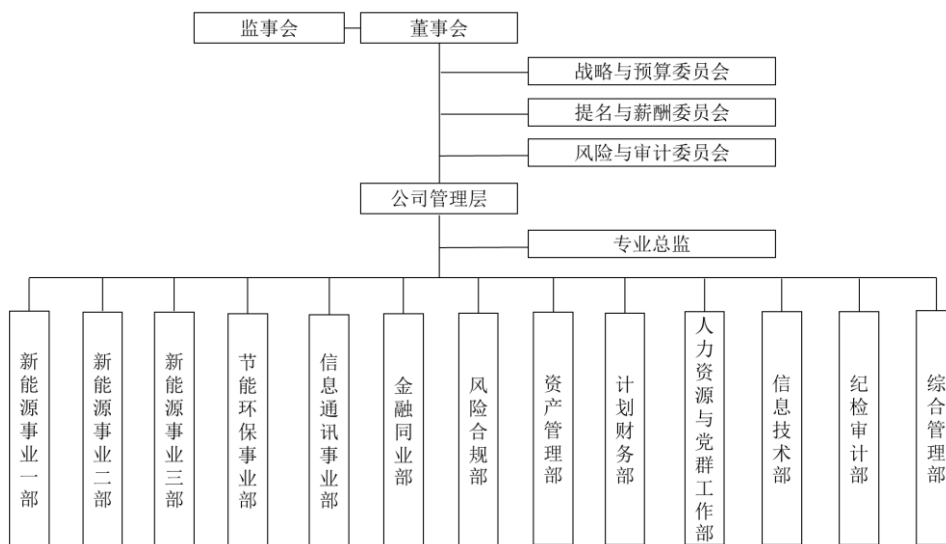 监事会
董事会
战略与预算委员会
提名与薪酬委员会
风险与审计委员会
公司管理层
专业总监
新能源事业一部
新能源事业二部
新能源事业三部
节能环保事业部
信息通讯事业部
金融同业部
风险合规部
资产管理部
计划财务部
人力资源与党群工作部
信息技术部
纪检审计部
综合管理部